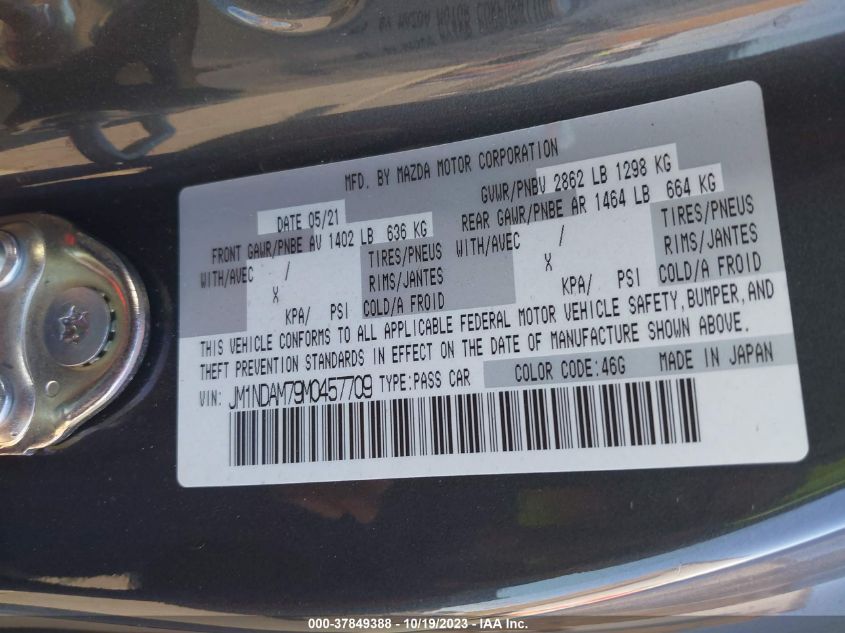 MFD. BY MAZDA MOTOR CORPORATION
DATE 05/21 GVWR/PNBV 2862 LB 1298 KG
FRONT GAWR/PNBE AV 1402 LB 636 KG REAR GAWR/PNBE AR 1464 LB 664 KG
WITH/AVEC / TIRES/PNEUS WITH/AVEC / TIRES/PNEUS
X RIMS/JANTES X RIMS/JANTES
KPA/ PSI COLD/A FROID KPA/ PSI COLD/A FROID
THIS VEHICLE CONFORMS TO ALL APPLICABLE FEDERAL MOTOR VEHICLE SAFETY,BUMPER,AND
THEFT PREVENTION STANDARDS IN EFFECT ON THE DATE OF MANUFACTURE SHOWN ABOVE.
VIN: JM1NDAM79M0457709 TYPE:PASS CAR COLOR CODE:46G MADE IN JAPAN
000-37849388 - 10/19/2023 - IAA Inc.